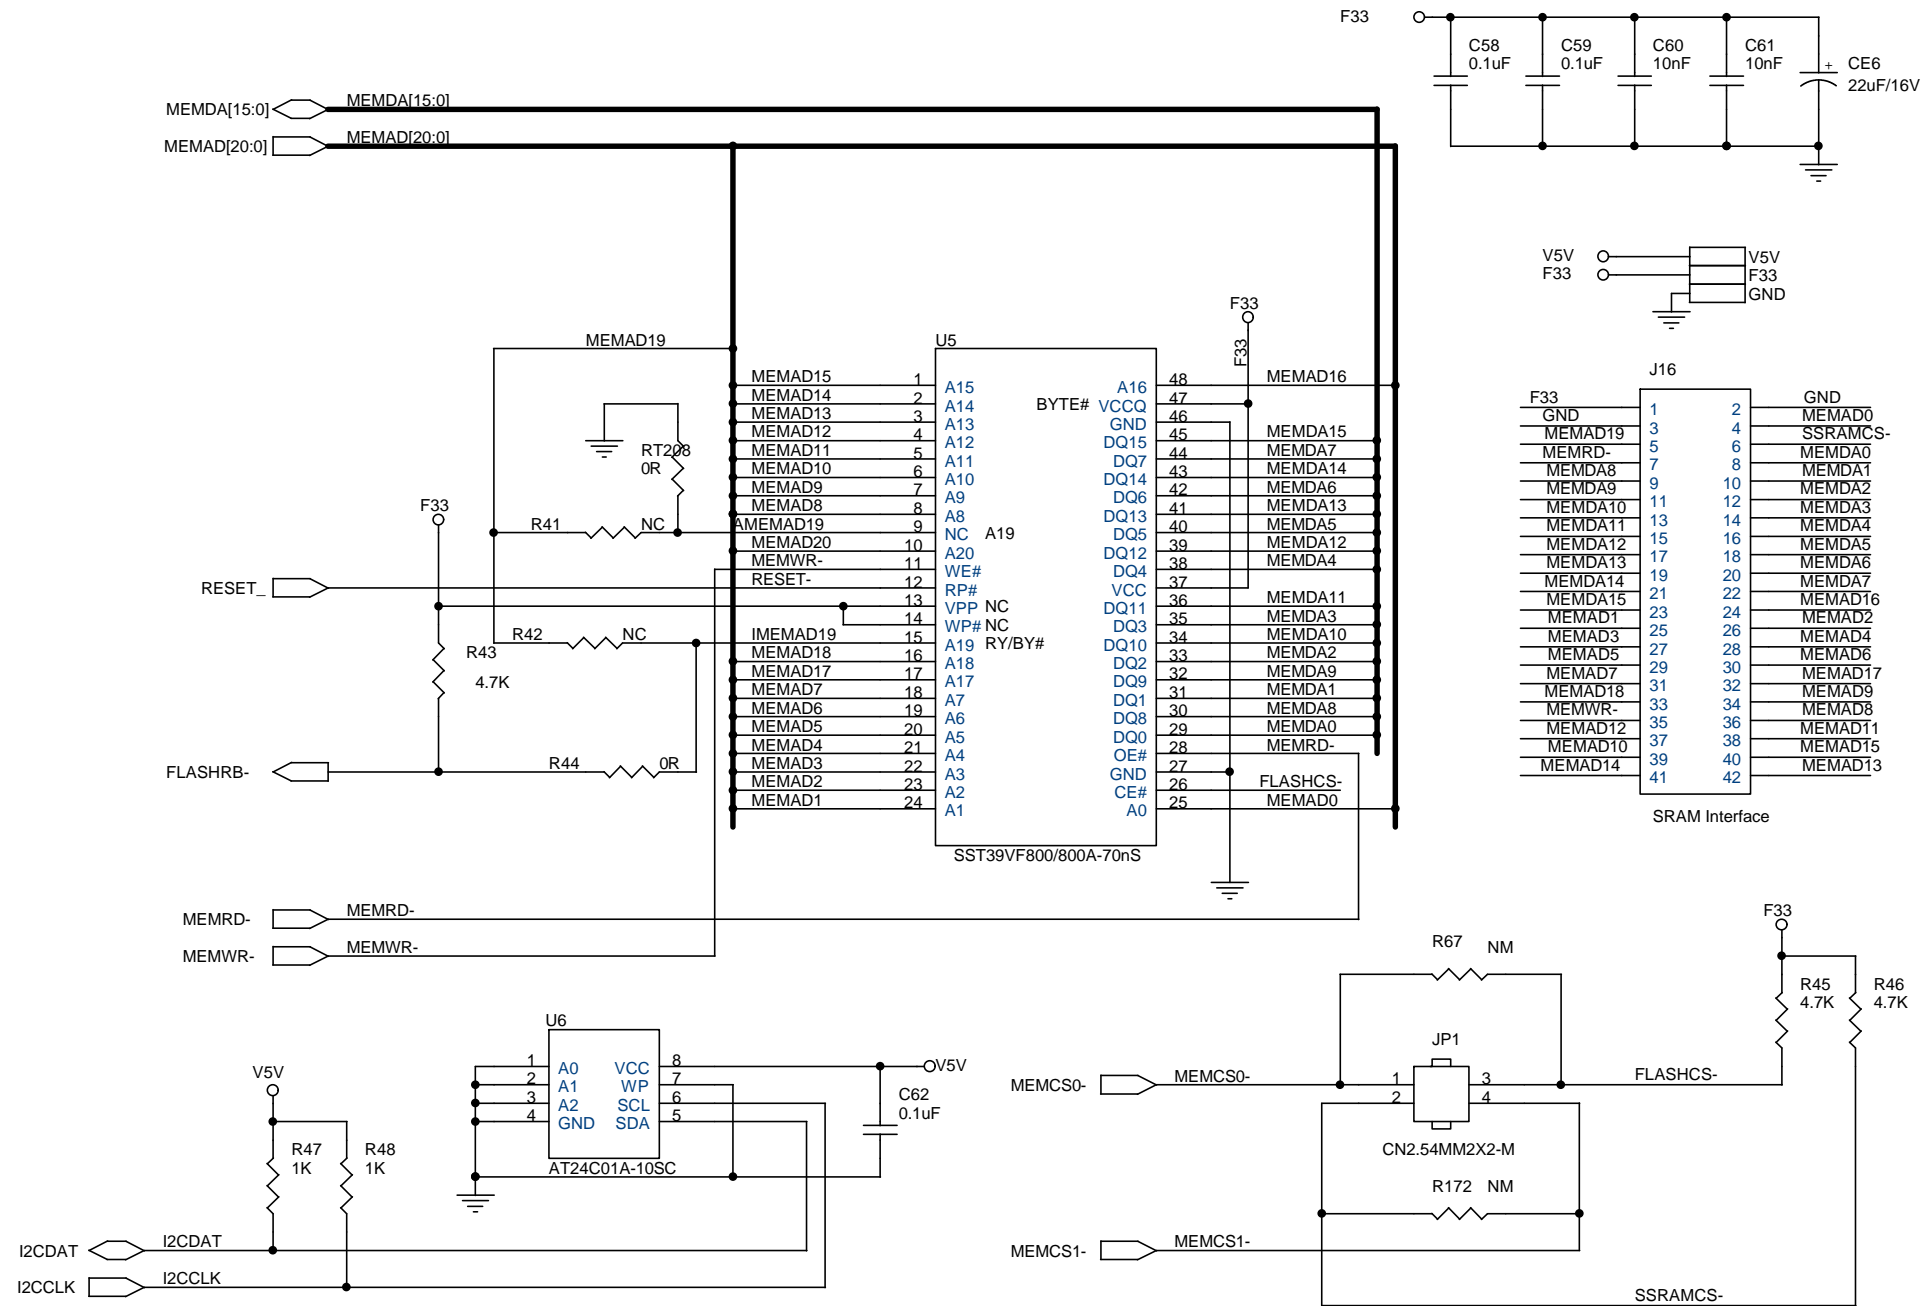 F33
C58
0.1uF
C59
0.1uF
C60
10nF
C61
10nF
+
CE6
22uF/16V
MEMDA[15:0]
MEMDA[15:0]
MEMAD[20:0]
MEMAD[20:0]
V5V
V5V
F33
F33
GND
F33
F33
MEMAD19
RT208
0R
F33
R41
NC
AMEMAD19
RESET_
R42
NC
R43
4.7K
FLASHRB-
R44
0R
U5
MEMAD15 1 A15
MEMAD14 2 A14
MEMAD13 3 A13
MEMAD12 4 A12
MEMAD11 5 A11
MEMAD10 6 A10
MEMAD9 7 A9
MEMAD8 8 A8
9 NC A19
MEMAD20 10 A20
MEMWR- 11 WE#
RESET- 12 RP#
13 VPP NC
14 WP# NC
IMEMAD19 15 A19 RY/BY#
MEMAD18 16 A18
MEMAD17 17 A17
MEMAD7 18 A7
MEMAD6 19 A6
MEMAD5 20 A5
MEMAD4 21 A4
MEMAD3 22 A3
MEMAD2 23 A2
MEMAD1 24 A1
A16 48 MEMAD16
BYTE# VCCQ 47
GND 46
DQ15 45 MEMDA15
DQ7 44 MEMDA7
DQ14 43 MEMDA14
DQ6 42 MEMDA6
DQ13 41 MEMDA13
DQ5 40 MEMDA5
DQ12 39 MEMDA12
DQ4 38 MEMDA4
VCC 37
DQ11 36 MEMDA11
DQ3 35 MEMDA3
DQ10 34 MEMDA10
DQ2 33 MEMDA2
DQ9 32 MEMDA9
DQ1 31 MEMDA1
DQ8 30 MEMDA8
DQ0 29 MEMDA0
OE# 28 MEMRD-
GND 27
CE# 26 FLASHCS-
A0 25 MEMAD0
SST39VF800/800A-70nS
J16
F33 1 2 GND
GND 3 4 MEMAD0
MEMAD19 5 6 SSRAMCS-
MEMRD- 7 8 MEMDA0
MEMDA8 9 10 MEMDA1
MEMDA9 11 12 MEMDA2
MEMDA10 13 14 MEMDA3
MEMDA11 15 16 MEMDA4
MEMDA12 17 18 MEMDA5
MEMDA13 19 20 MEMDA6
MEMDA14 21 22 MEMDA7
MEMDA15 23 24 MEMAD16
MEMAD1 25 26 MEMAD2
MEMAD3 27 28 MEMAD4
MEMAD5 29 30 MEMAD6
MEMAD7 31 32 MEMAD17
MEMAD18 33 34 MEMAD9
MEMWR- 35 36 MEMAD8
MEMAD12 37 38 MEMAD11
MEMAD10 39 40 MEMAD15
MEMAD14 41 42 MEMAD13
SRAM Interface
MEMRD-
MEMRD-
MEMWR-
MEMWR-
U6
1 A0 VCC 8
2 A1 WP 7
3 A2 SCL 6
4 GND SDA 5
AT24C01A-10SC
V5V
C62
0.1uF
V5V
R47
1K
R48
1K
I2CDAT
I2CDAT
I2CCLK
I2CCLK
R67
NM
JP1
MEMCS0-
MEMCS0-
1 3
2 4
FLASHCS-
CN2.54MM2X2-M
R172
NM
MEMCS1-
MEMCS1-
SSRAMCS-
F33
R45
4.7K
R46
4.7K